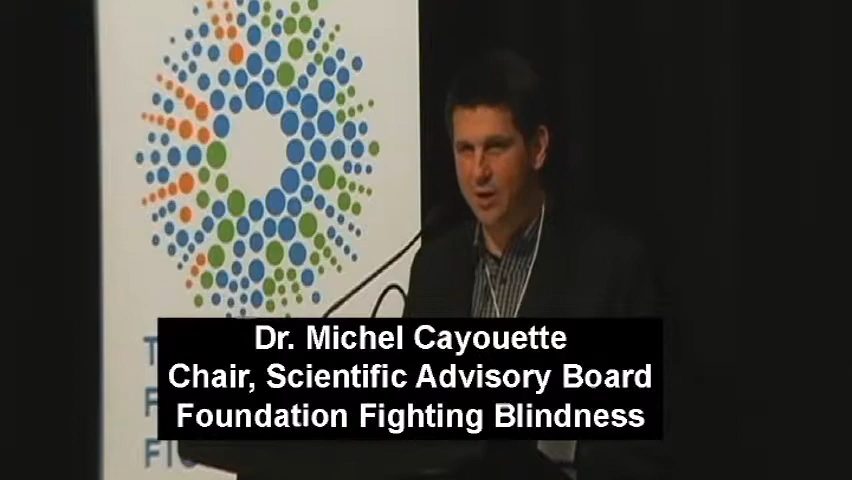 Dr. Michel Cayouette
Chair, Scientific Advisory Board
Foundation Fighting Blindness